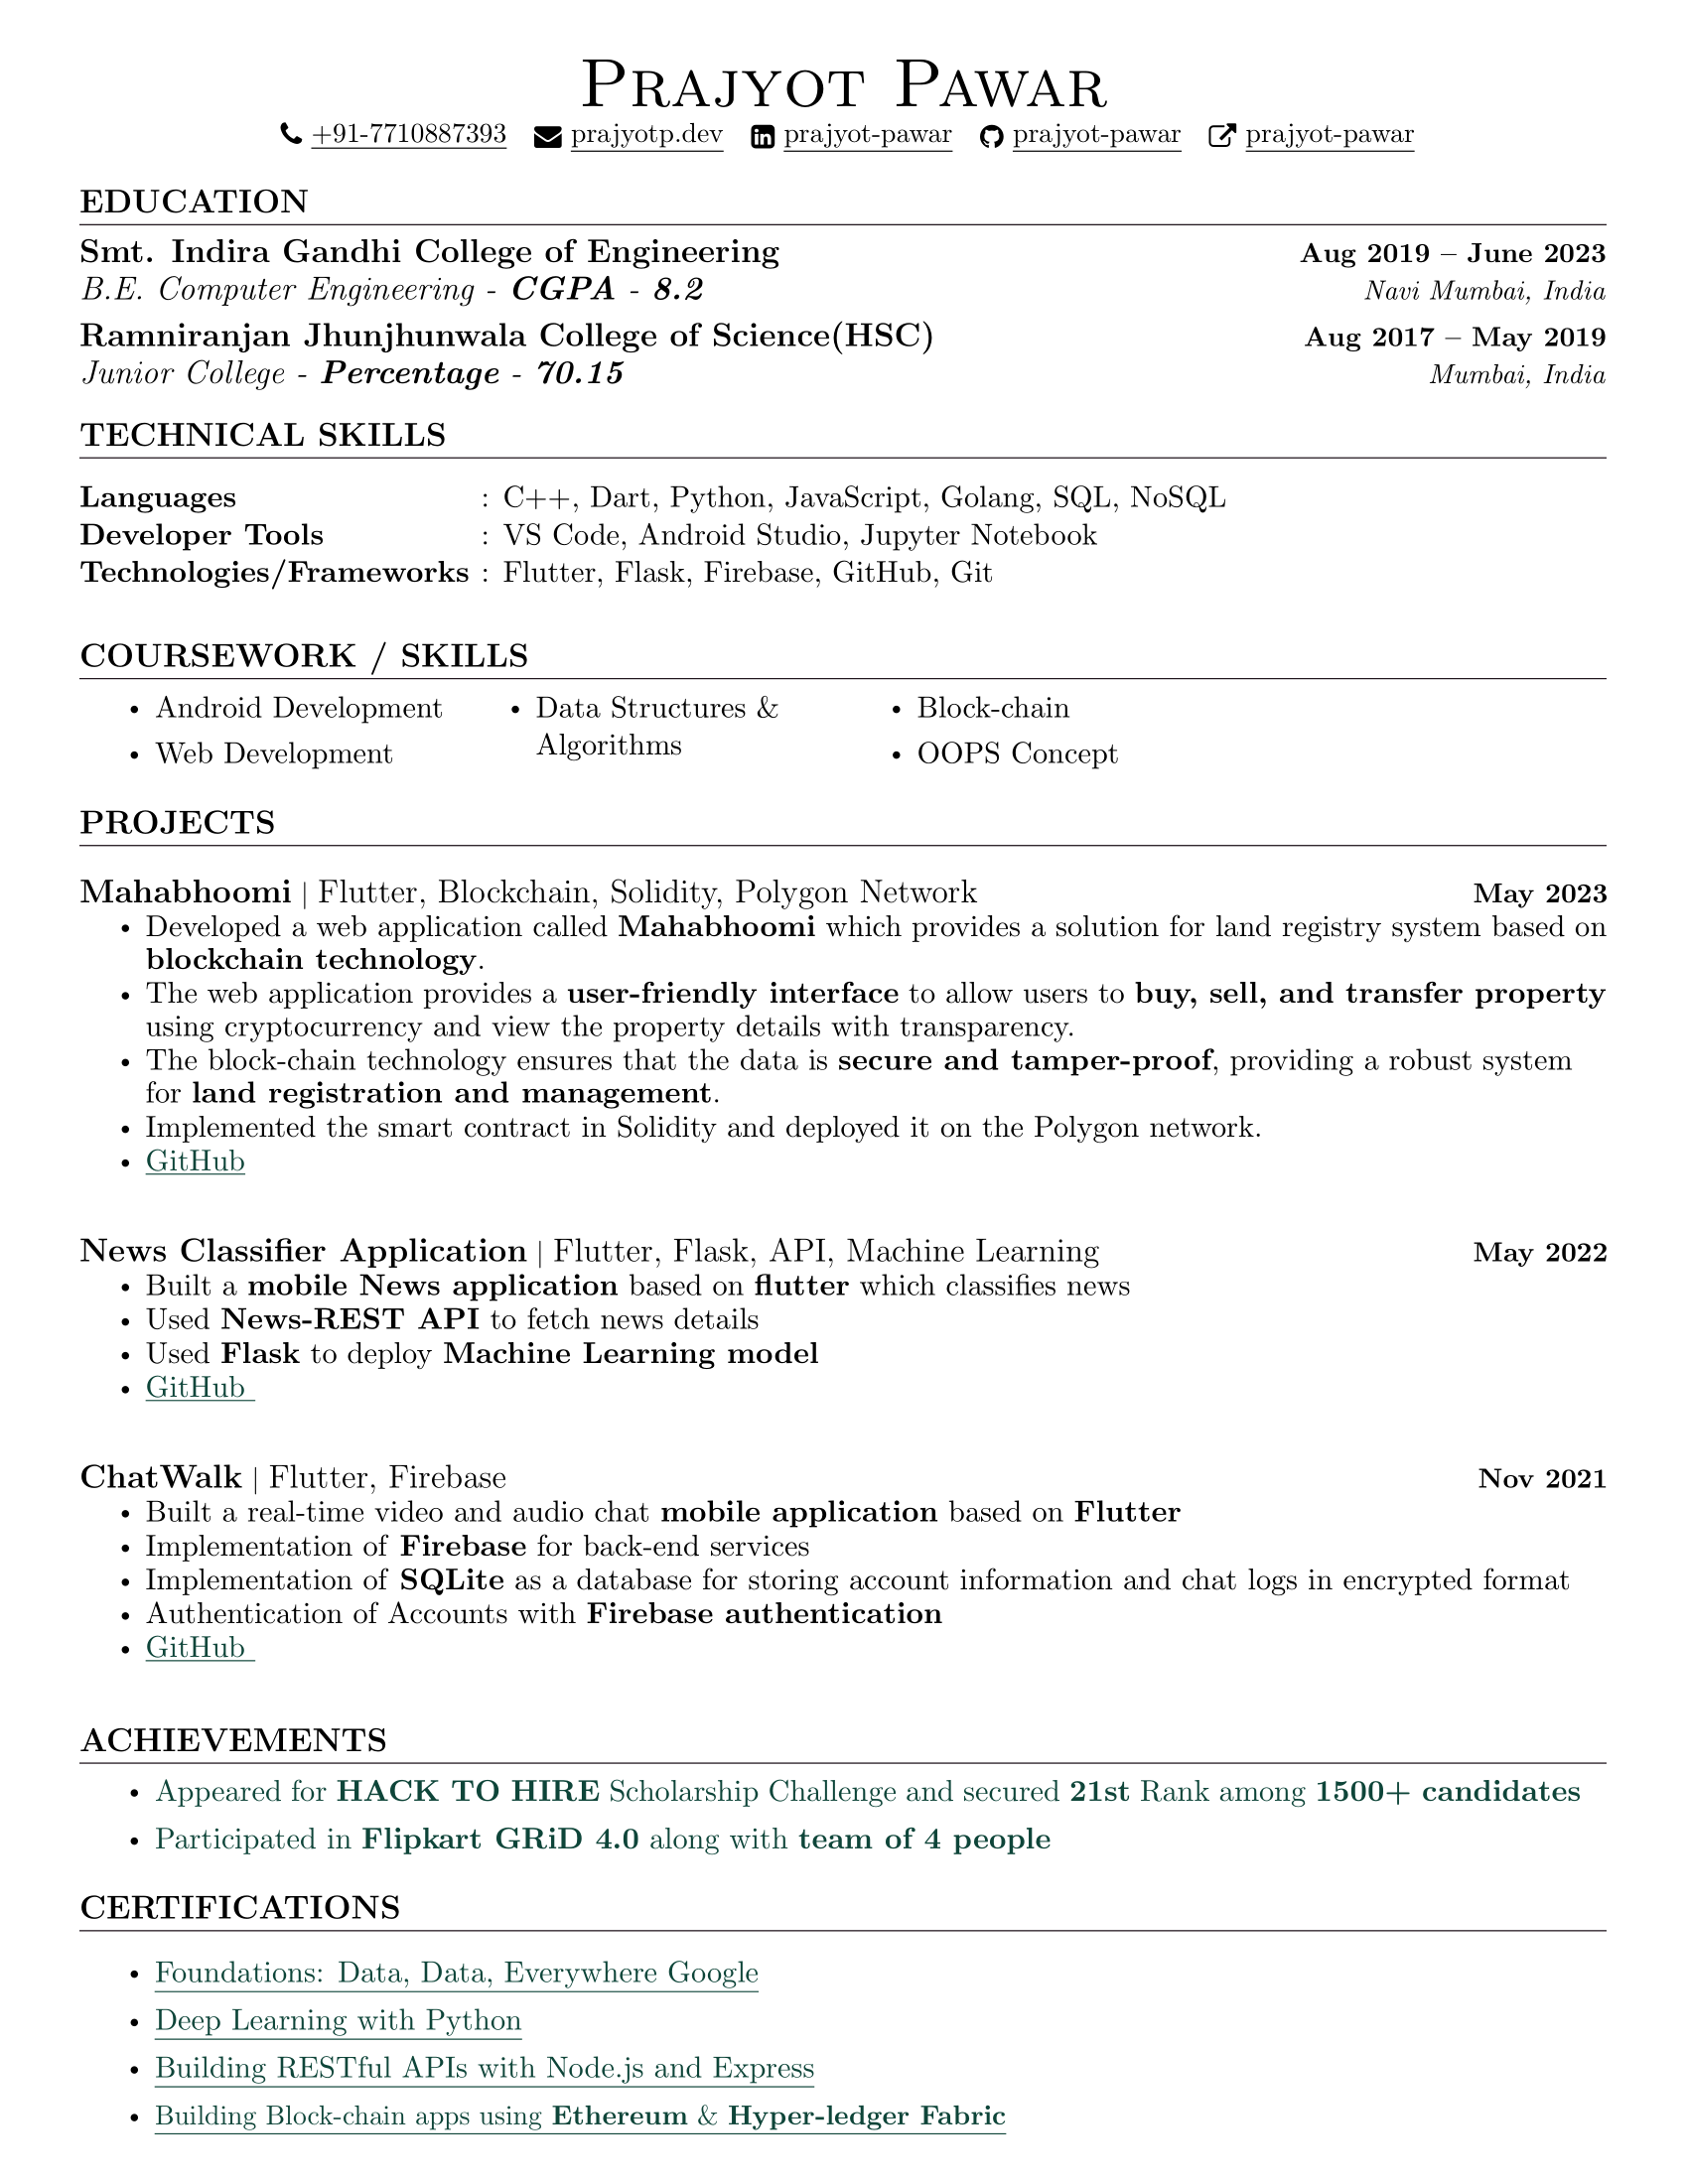 Prajyot Pawar
+91-7710887393 prajyotp.dev prajyot-pawar prajyot-pawar prajyot-pawar
EDUCATION
Smt. Indira Gandhi College of Engineering Aug 2019 – June 2023
B.E. Computer Engineering - CGPA - 8.2 Navi Mumbai, India
Ramniranjan Jhunjhunwala College of Science(HSC) Aug 2017 – May 2019
Junior College - Percentage - 70.15 Mumbai, India
TECHNICAL SKILLS
Languages : C++, Dart, Python, JavaScript, Golang, SQL, NoSQL
Developer Tools : VS Code, Android Studio, Jupyter Notebook
Technologies/Frameworks : Flutter, Flask, Firebase, GitHub, Git
COURSEWORK / SKILLS
• Android Development
• Web Development
• Data Structures &
Algorithms
• Block-chain
• OOPS Concept
PROJECTS
Mahabhoomi | Flutter, Blockchain, Solidity, Polygon Network May 2023
• Developed a web application called Mahabhoomi which provides a solution for land registry system based on
blockchain technology.
• The web application provides a user-friendly interface to allow users to buy, sell, and transfer property
using cryptocurrency and view the property details with transparency.
• The block-chain technology ensures that the data is secure and tamper-proof, providing a robust system
for land registration and management.
• Implemented the smart contract in Solidity and deployed it on the Polygon network.
• GitHub
News Classifier Application | Flutter, Flask, API, Machine Learning May 2022
• Built a mobile News application based on flutter which classifies news
• Used News-REST API to fetch news details
• Used Flask to deploy Machine Learning model
• GitHub
ChatWalk | Flutter, Firebase Nov 2021
• Built a real-time video and audio chat mobile application based on Flutter
• Implementation of Firebase for back-end services
• Implementation of SQLite as a database for storing account information and chat logs in encrypted format
• Authentication of Accounts with Firebase authentication
• GitHub
ACHIEVEMENTS
• Appeared for HACK TO HIRE Scholarship Challenge and secured 21st Rank among 1500+ candidates
• Participated in Flipkart GRiD 4.0 along with team of 4 people
CERTIFICATIONS
• Foundations: Data, Data, Everywhere Google
• Deep Learning with Python
• Building RESTful APIs with Node.js and Express
• Building Block-chain apps using Ethereum & Hyper-ledger Fabric